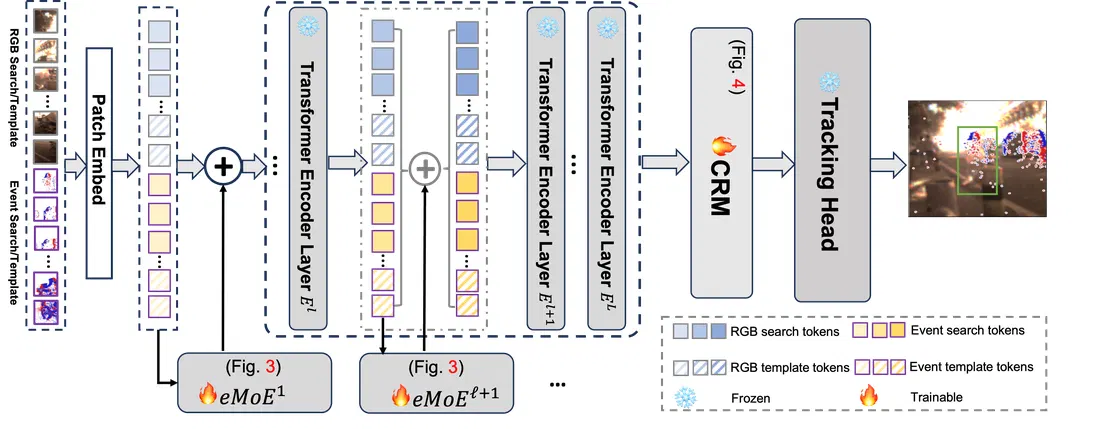 RGB Search/Template
Event Search/Template
Patch Embed
...
...
...
Transformer Encoder Layer E^l
...
...
Transformer Encoder Layer E^{l+1}
...
Transformer Encoder Layer E^L
(Fig. 4)
CRM
Tracking Head
(Fig. 3)
eMoE^1
(Fig. 3)
eMoE^{ℓ+1}
...
RGB search tokens
Event search tokens
RGB template tokens
Event template tokens
Frozen
Trainable